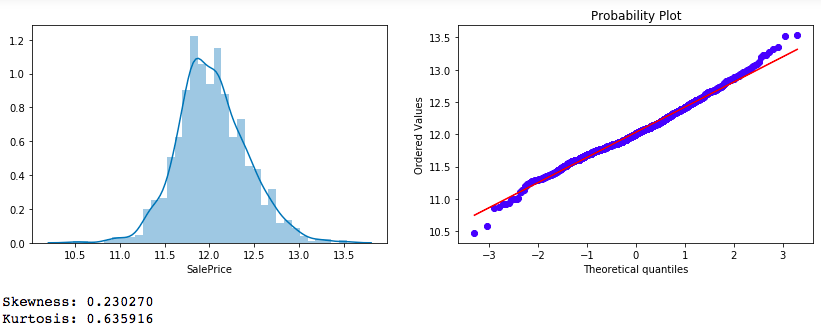 1.2
1.0
0.8
0.6
0.4
0.2
0.0
10.5 11.0 11.5 12.0 12.5 13.0 13.5
SalePrice
Probability Plot
Ordered Values
13.5
13.0
12.5
12.0
11.5
11.0
10.5
−3 −2 −1 0 1 2 3
Theoretical quantiles
Skewness: 0.230270
Kurtosis: 0.635916